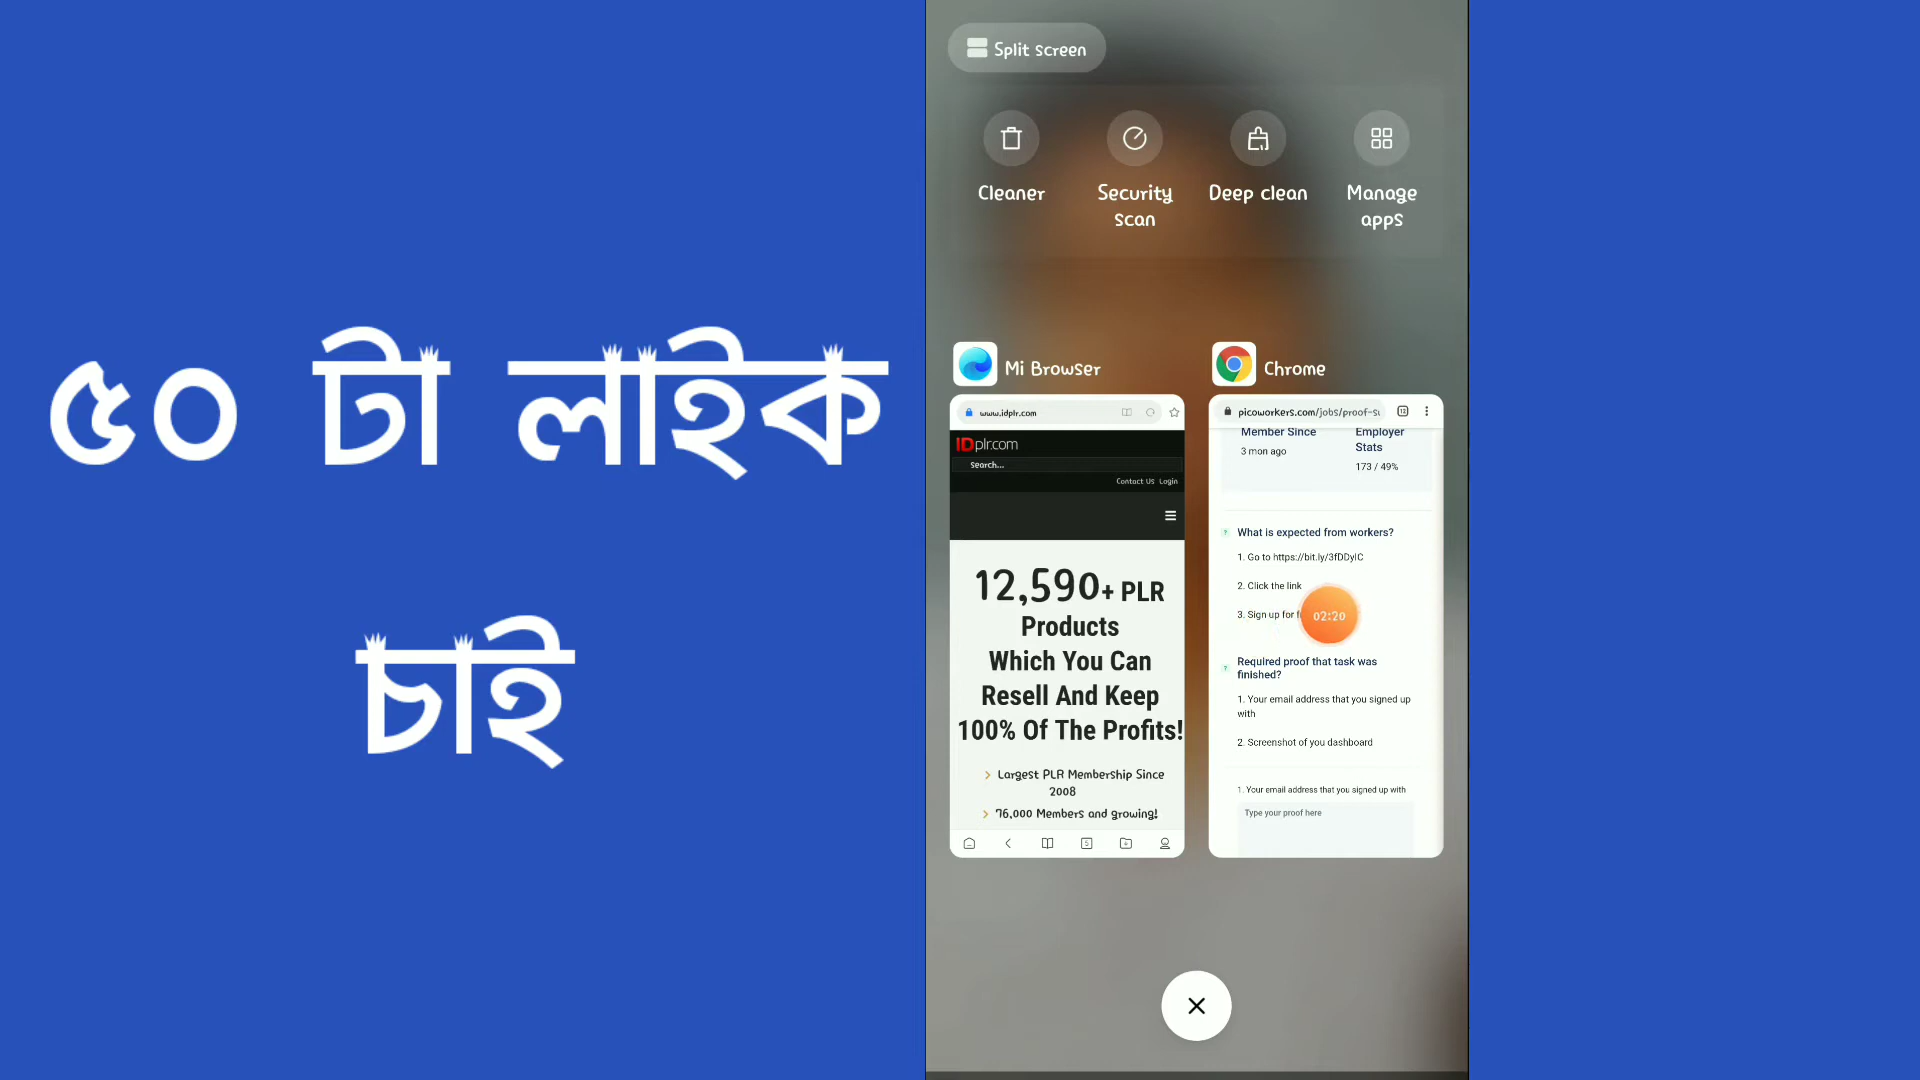 ৫০ টা লাইক
চাই
Split screen
Cleaner
Security
scan
Deep clean
Manage
apps
Mi Browser
www.idplr.com
IDplr.com
Search...
Contact Us Login
12,590+ PLR
Products
Which You Can
Resell And Keep
100% Of The Profits!
Largest PLR Membership Since
2008
76,000 Members and growing!
5
Chrome
picoworkers.com/jobs/proof-su
Member Since
3 mon ago
Employer
Stats
173 / 49%
? What is expected from workers?
1. Go to https://bit.ly/3fDDyIC
2. Click the link
3. Sign up for f
02:20
? Required proof that task was
finished?
1. Your email address that you signed up
with
2. Screenshot of you dashboard
1. Your email address that you signed up with
Type your proof here